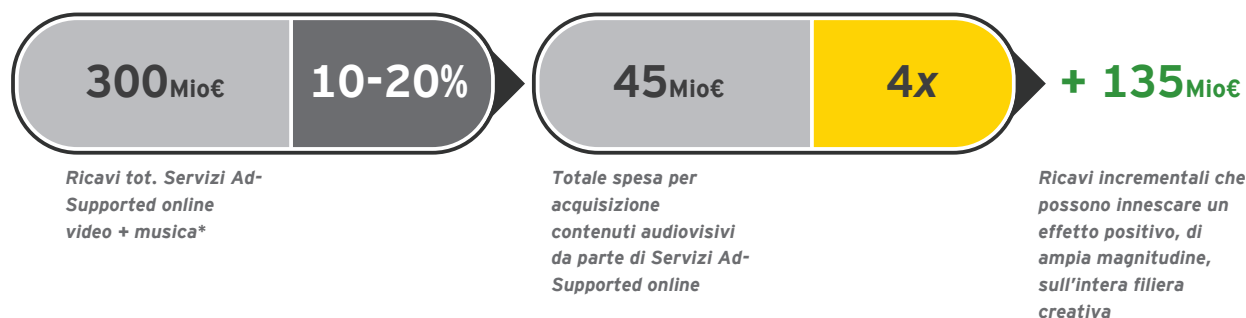 300Mio€
10-20%
45Mio€
4x
+ 135Mio€
Ricavi tot. Servizi Ad-
Supported online
video + musica*
Totale spesa per
acquisizione
contenuti audiovisivi
da parte di Servizi Ad-
Supported online
Ricavi incrementali che
possono innescare un
effetto positivo, di
ampia magnitudine,
sull'intera filiera
creativa